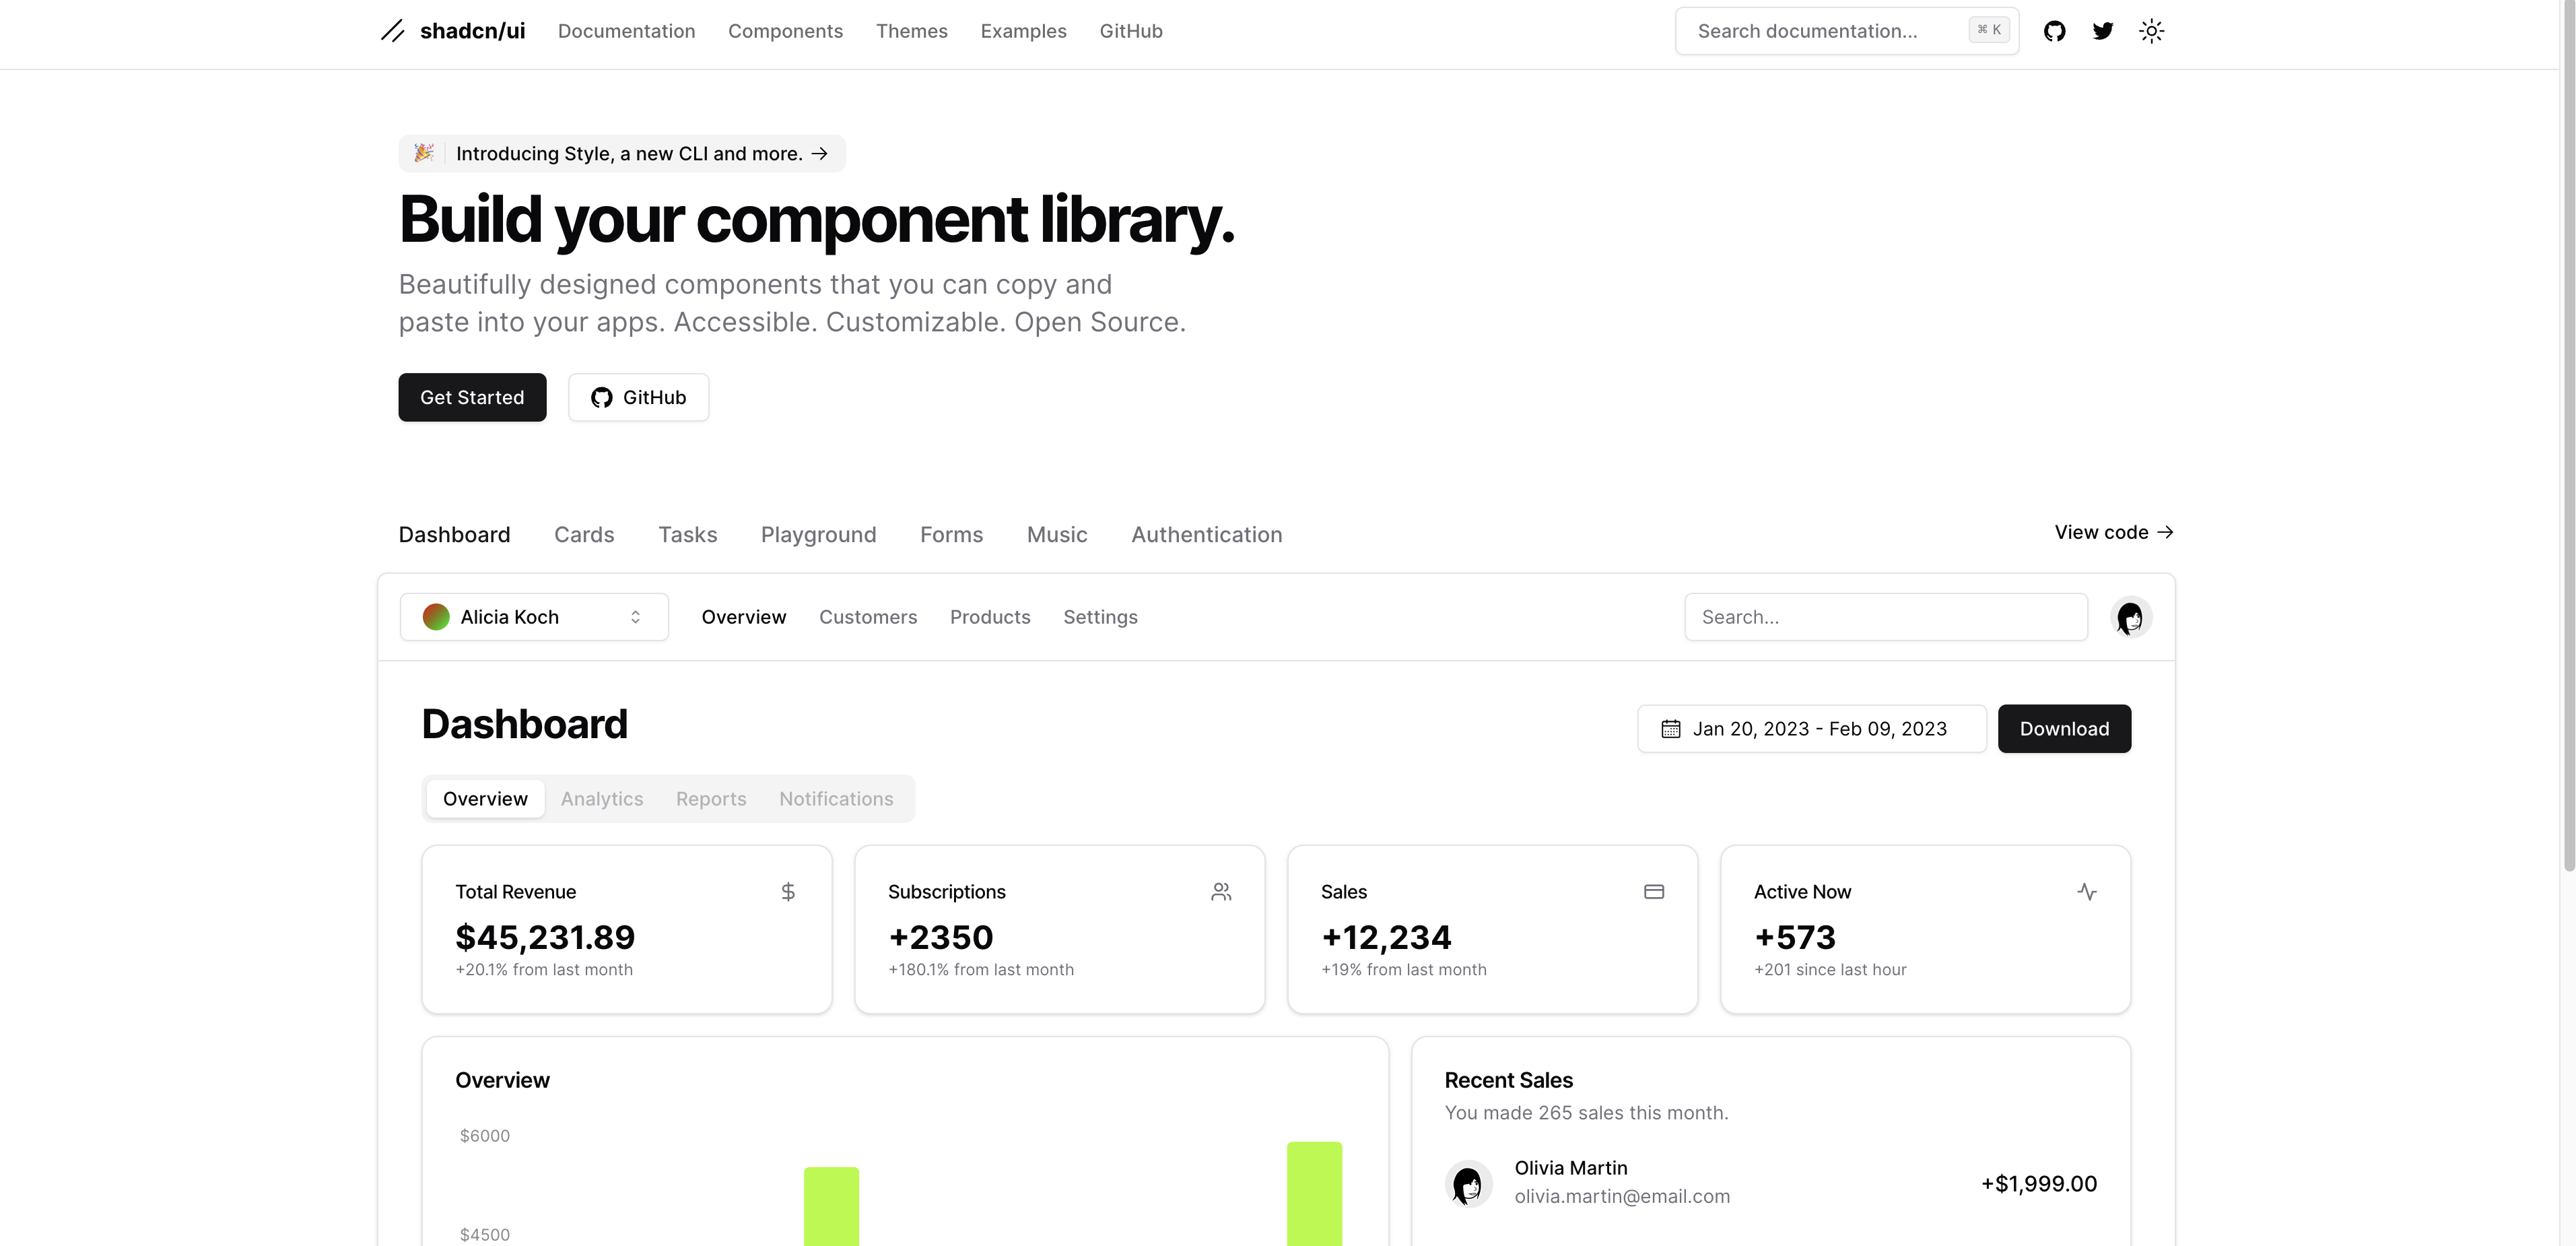 shadcn/ui Documentation Components Themes Examples GitHub Search documentation... ⌘ K
🎉 Introducing Style, a new CLI and more. →
Build your component library.
Beautifully designed components that you can copy and
paste into your apps. Accessible. Customizable. Open Source.
Get Started GitHub
Dashboard Cards Tasks Playground Forms Music Authentication View code →
Alicia Koch Overview Customers Products Settings Search...
Dashboard Jan 20, 2023 - Feb 09, 2023 Download
Overview Analytics Reports Notifications
Total Revenue
$45,231.89
+20.1% from last month
Subscriptions
+2350
+180.1% from last month
Sales
+12,234
+19% from last month
Active Now
+573
+201 since last hour
Overview
$6000
$4500
Recent Sales
You made 265 sales this month.
Olivia Martin
olivia.martin@email.com
+$1,999.00